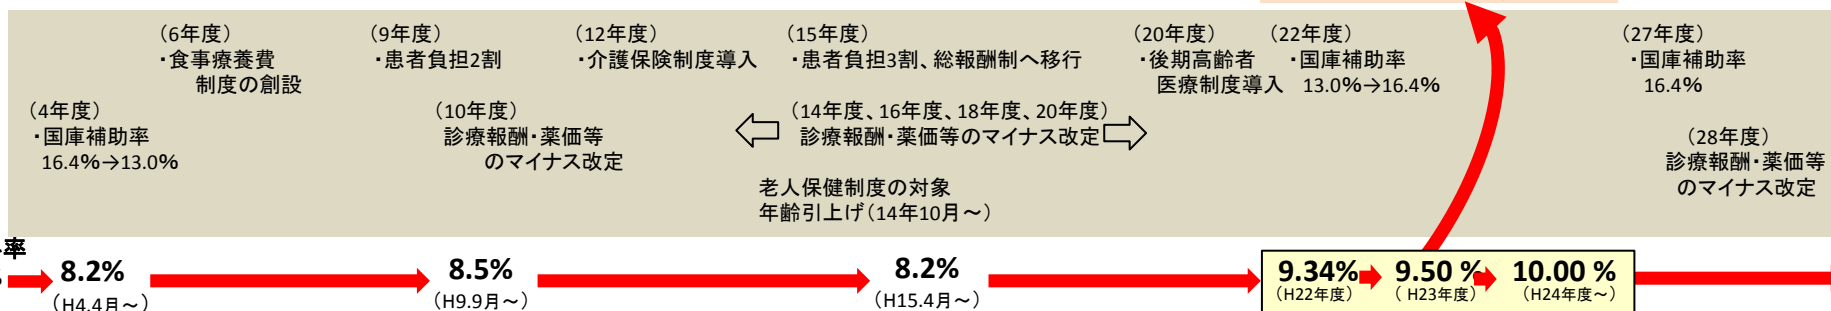 （6年度）
・食事療養費
制度の創設
（9年度）
・患者負担2割
（12年度）
・介護保険制度導入
（15年度）
・患者負担3割、総報酬制へ移行
（20年度）
・後期高齢者
医療制度導入
（22年度）
・国庫補助率
13.0%→16.4%
（27年度）
・国庫補助率
16.4%
（4年度）
・国庫補助率
16.4%→13.0%
（10年度）
診療報酬・薬価等
のマイナス改定
（14年度、16年度、18年度、20年度）
診療報酬・薬価等のマイナス改定
（28年度）
診療報酬・薬価等
のマイナス改定
老人保健制度の対象
年齢引上げ（14年10月～）
率
8.2%
（H4.4月～）
8.5%
（H9.9月～）
8.2%
（H15.4月～）
9.34%
（H22年度）
9.50 %
（ H23年度）
10.00 %
（H24年度～）